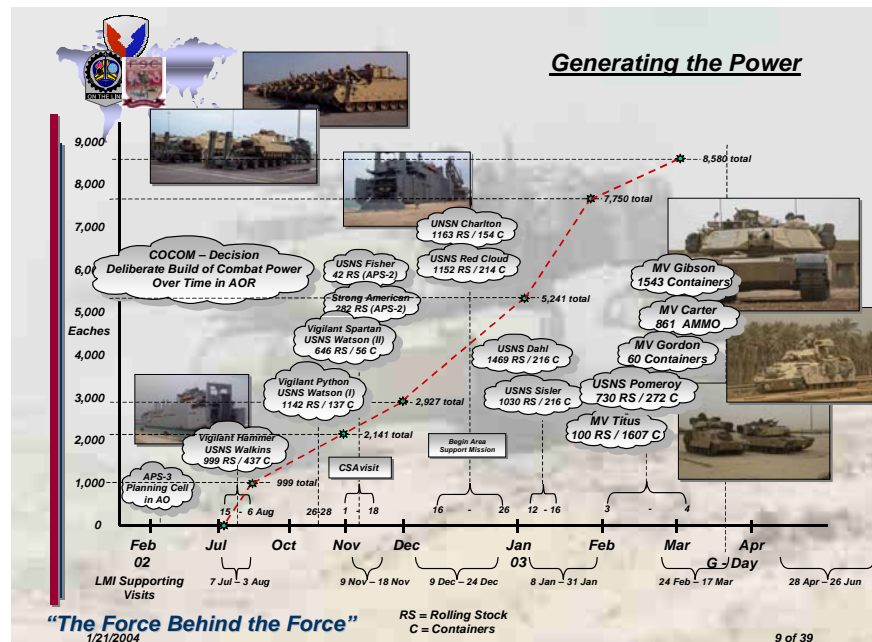 Generating the Power
ON THE LINE
9,000
8,000
7,000
6,000
5,000
Eaches
4,000
3,000
2,000
1,000
0
8,580 total
7,750 total
5,241 total
2,927 total
2,141 total
999 total
COCOM – Decision
Deliberate Build of Combat Power
Over Time in AOR
UNSN Charlton
1163 RS / 154 C
USNS Red Cloud
1152 RS / 214 C
USNS Fisher
42 RS (APS-2)
Strong American
282 RS (APS-2)
Vigilant Spartan
USNS Watson (II)
646 RS / 56 C
Vigilant Python
USNS Watson (I)
1142 RS / 137 C
Vigilant Hammer
USNS Walkins
999 RS / 437 C
APS-3
Planning Cell
in AO
USNS Dahl
1469 RS / 216 C
USNS Sisler
1030 RS / 216 C
MV Gibson
1543 Containers
MV Carter
861 AMMO
MV Gordon
60 Containers
USNS Pomeroy
730 RS / 272 C
MV Titus
100 RS / 1607 C
CSAvisit
Begin Area
Support Mission
15 - 6 Aug
26-28
1 - 18
16 - 26
12 - 16
3 - 4
Feb
02
Jul
Oct
Nov
Dec
Jan
03
Feb
Mar
Apr
G - Day
LMI Supporting
Visits
7 Jul – 3 Aug
9 Nov – 18 Nov
9 Dec – 24 Dec
8 Jan – 31 Jan
24 Feb – 17 Mar
28 Apr – 26 Jun
"The Force Behind the Force"
RS = Rolling Stock
C = Containers
1/21/2004
9 of 39